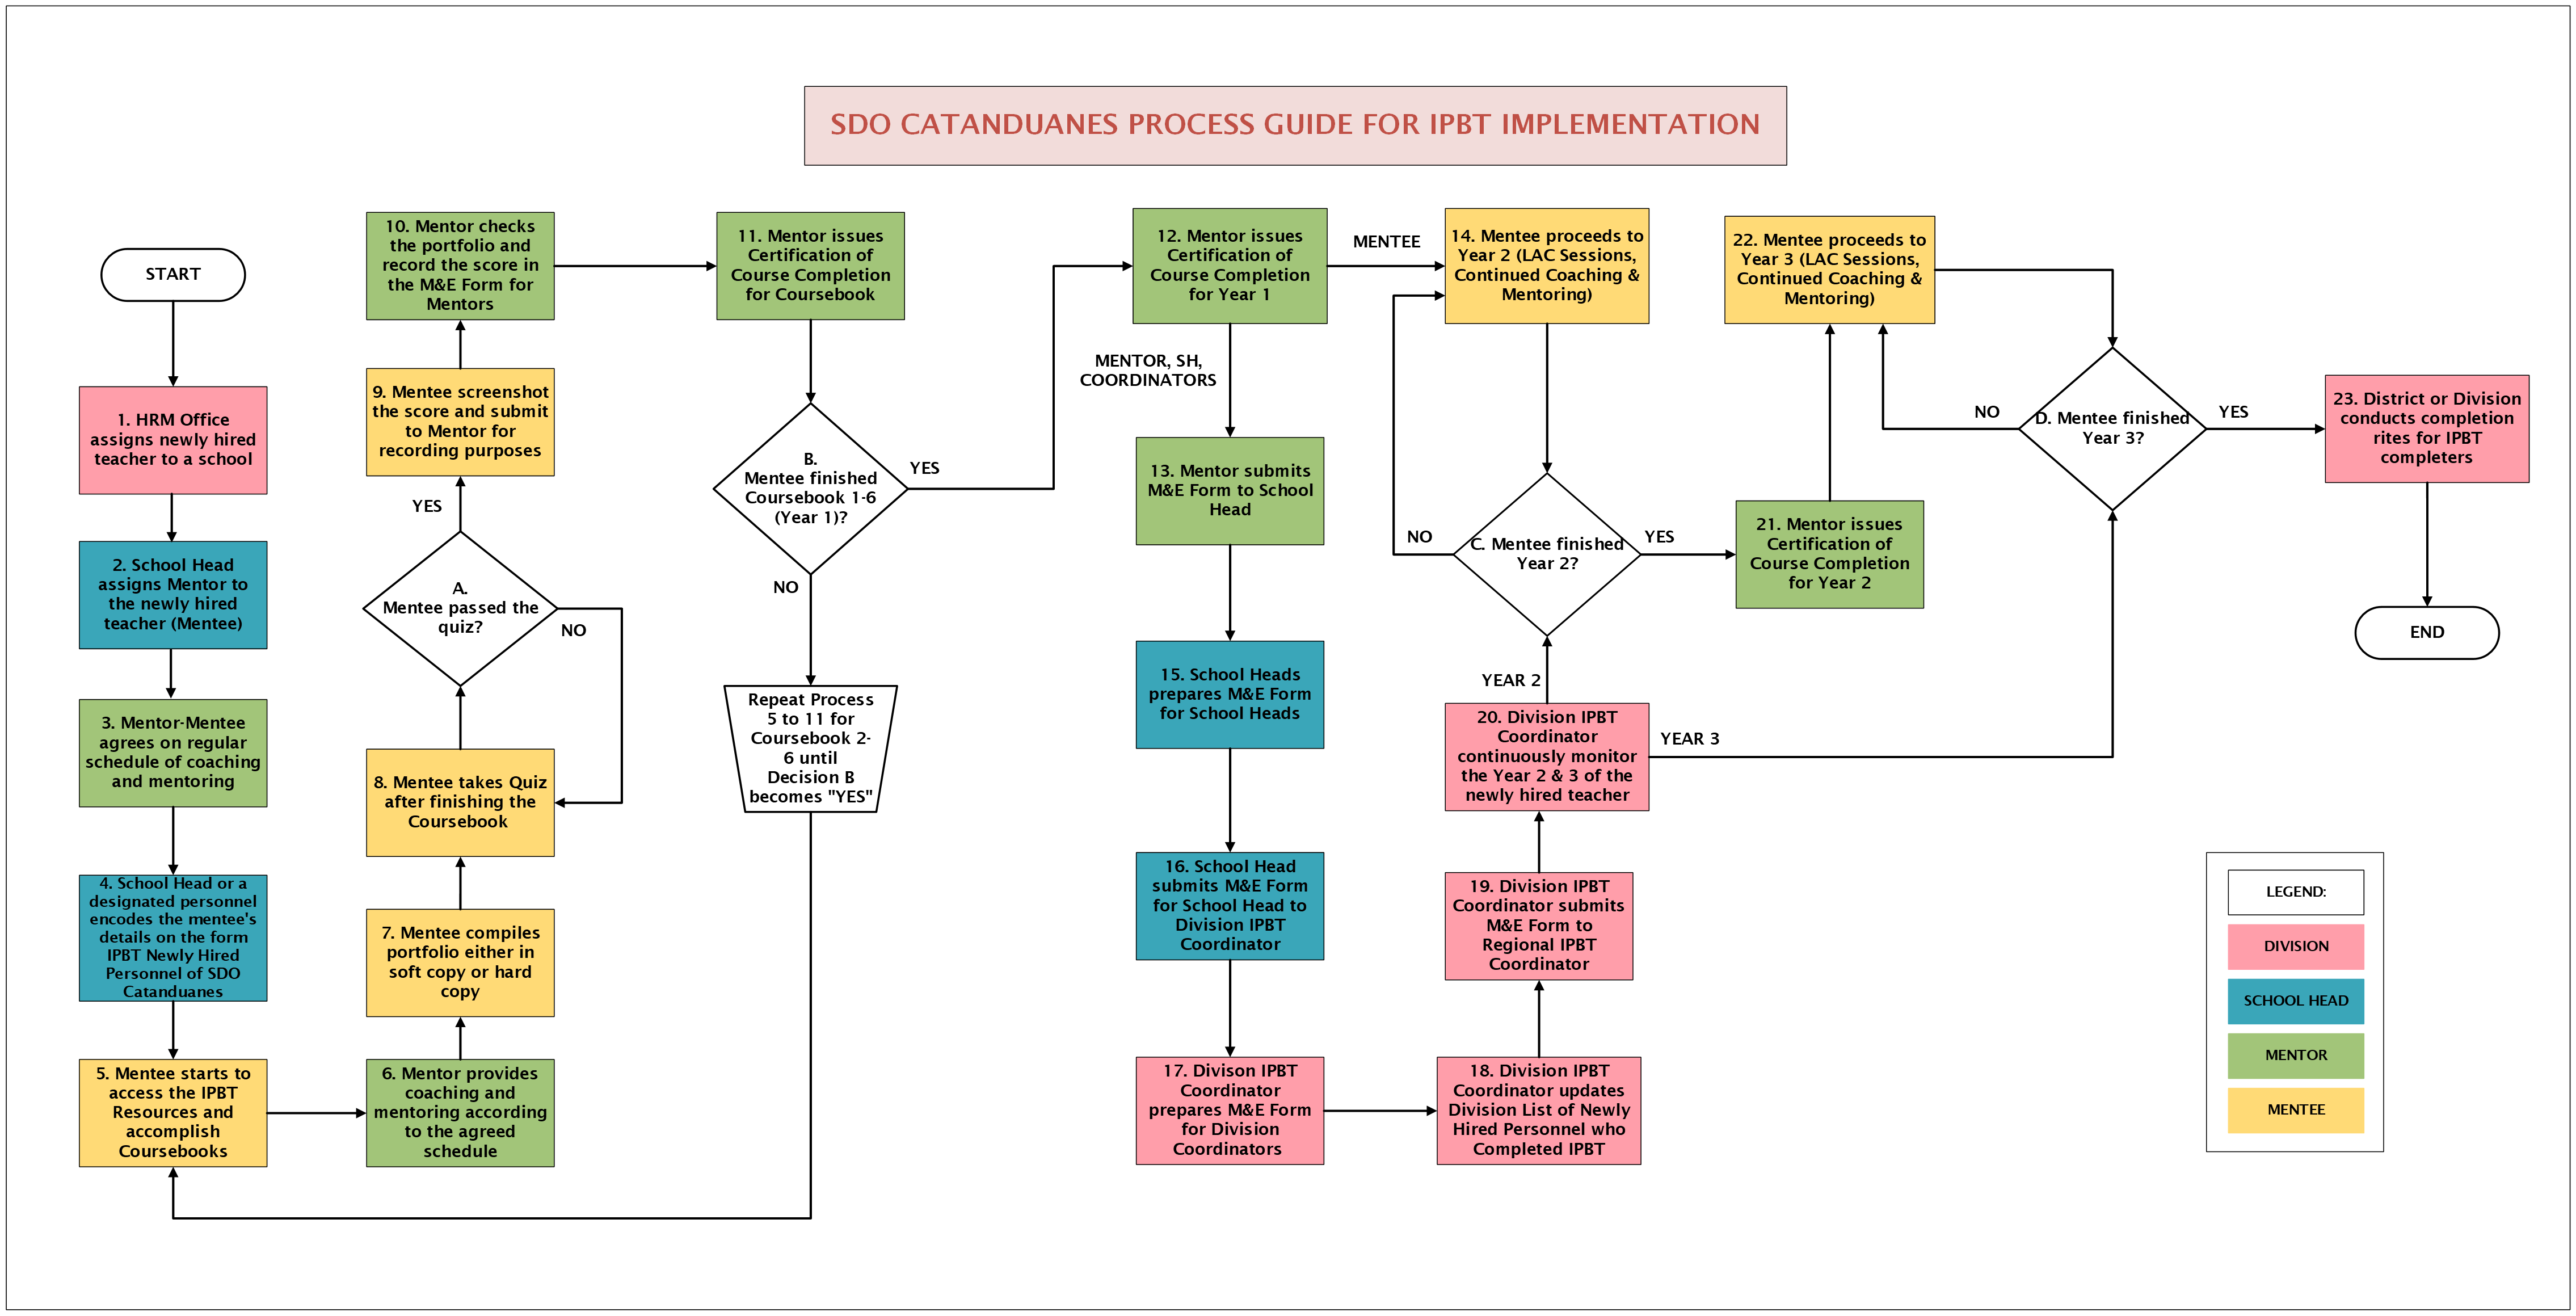 SDO CATANDUANES PROCESS GUIDE FOR IPBT IMPLEMENTATION
START
1. HRM Office
assigns newly hired
teacher to a school
2. School Head
assigns Mentor to
the newly hired
teacher (Mentee)
3. Mentor-Mentee
agrees on regular
schedule of coaching
and mentoring
4. School Head or a
designated personnel
encodes the mentee's
details on the form
IPBT Newly Hired
Personnel of SDO
Catanduanes
5. Mentee starts to
access the IPBT
Resources and
accomplish
Coursebooks
6. Mentor provides
coaching and
mentoring according
to the agreed
schedule
7. Mentee compiles
portfolio either in
soft copy or hard
copy
8. Mentee takes Quiz
after finishing the
Coursebook
A.
Mentee passed the
quiz?
NO
YES
9. Mentee screenshot
the score and submit
to Mentor for
recording purposes
10. Mentor checks
the portfolio and
record the score in
the M&E Form for
Mentors
11. Mentor issues
Certification of
Course Completion
for Coursebook
B.
Mentee finished
Coursebook 1-6
(Year 1)?
YES
NO
Repeat Process
5 to 11 for
Coursebook 2-
6 until
Decision B
becomes "YES"
12. Mentor issues
Certification of
Course Completion
for Year 1
MENTEE
MENTOR, SH,
COORDINATORS
13. Mentor submits
M&E Form to School
Head
14. Mentee proceeds to
Year 2 (LAC Sessions,
Continued Coaching &
Mentoring)
15. School Heads
prepares M&E Form
for School Heads
16. School Head
submits M&E Form
for School Head to
Division IPBT
Coordinator
17. Divison IPBT
Coordinator
prepares M&E Form
for Division
Coordinators
18. Division IPBT
Coordinator updates
Division List of Newly
Hired Personnel who
Completed IPBT
19. Division IPBT
Coordinator submits
M&E Form to
Regional IPBT
Coordinator
20. Division IPBT
Coordinator
continuously monitor
the Year 2 & 3 of the
newly hired teacher
YEAR 2
YEAR 3
C. Mentee finished
Year 2?
NO
YES
21. Mentor issues
Certification of
Course Completion
for Year 2
22. Mentee proceeds to
Year 3 (LAC Sessions,
Continued Coaching &
Mentoring)
D. Mentee finished
Year 3?
NO
YES
23. District or Division
conducts completion
rites for IPBT
completers
END
LEGEND:
DIVISION
SCHOOL HEAD
MENTOR
MENTEE